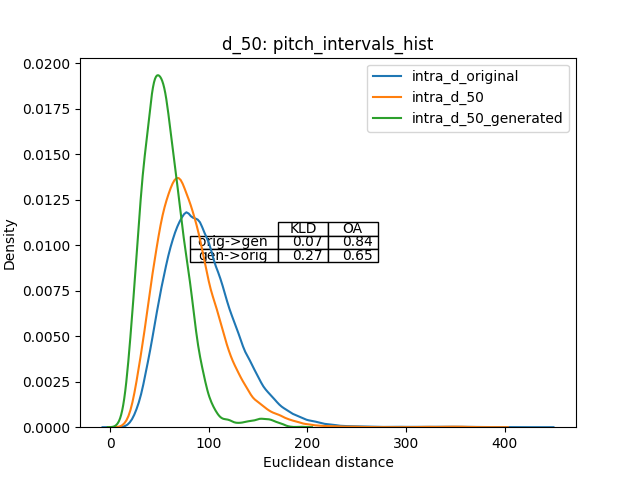 d_50: pitch_intervals_hist
intra_d_original
intra_d_50
intra_d_50_generated
0.0200
0.0175
0.0150
0.0125
0.0100
0.0075
0.0050
0.0025
0.0000
Density
KLD OA
orig->gen 0.07 0.84
gen->orig 0.27 0.65
0 100 200 300 400
Euclidean distance